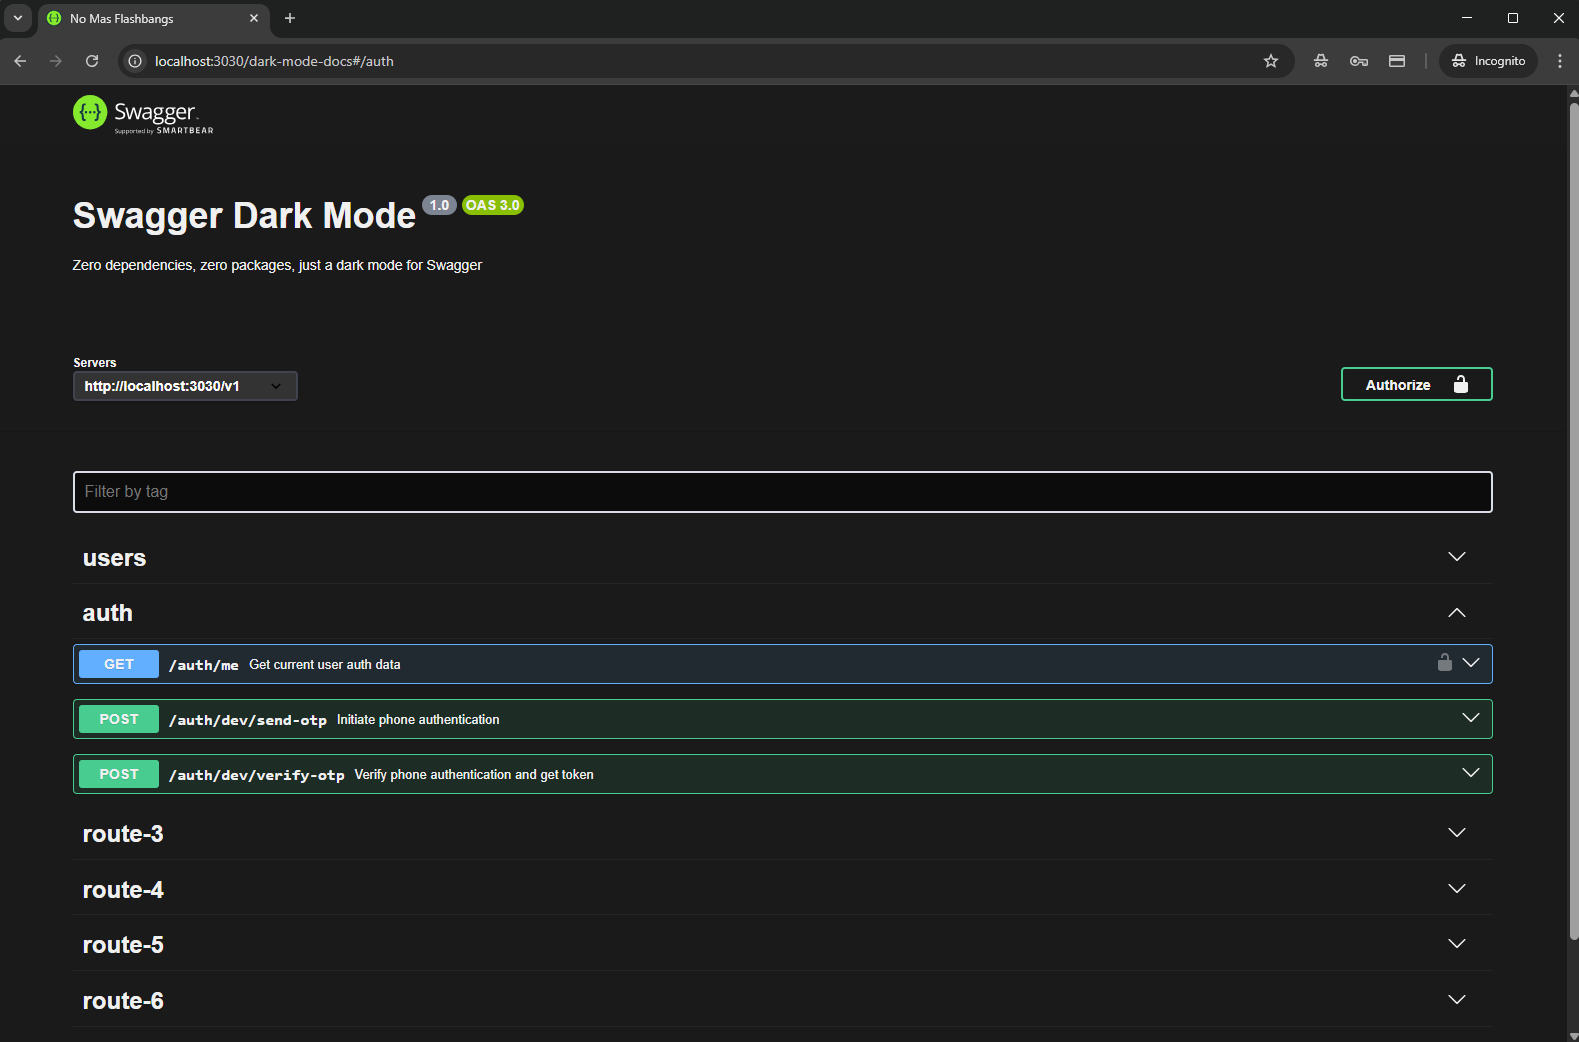 No Mas Flashbangs
localhost:3030/dark-mode-docs#/auth
Incognito
Swagger
Supported by SMARTBEAR
Swagger Dark Mode 1.0 OAS 3.0
Zero dependencies, zero packages, just a dark mode for Swagger
Servers
http://localhost:3030/v1
Authorize
Filter by tag
users
auth
GET /auth/me Get current user auth data
POST /auth/dev/send-otp Initiate phone authentication
POST /auth/dev/verify-otp Verify phone authentication and get token
route-3
route-4
route-5
route-6